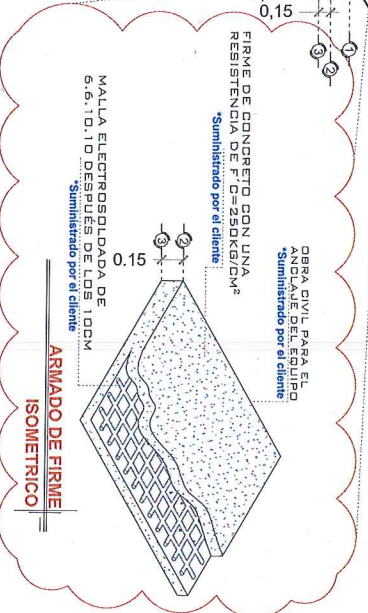 0,15
1
2
3
OBRA CIVIL PARA EL
ANCLAJE DEL EQUIPO
*Suministrado por el cliente
FIRME DE CONCRETO CON UNA
RESISTENCIA DE F´C=250KG/CM²
*Suministrado por el cliente
0.15
2
3
MALLA ELECTROSOLDADA DE
6.6.10.10 DESPUÉS DE LOS 10CM
*Suministrado por el cliente
ARMADO DE FIRME
ISOMETRICO